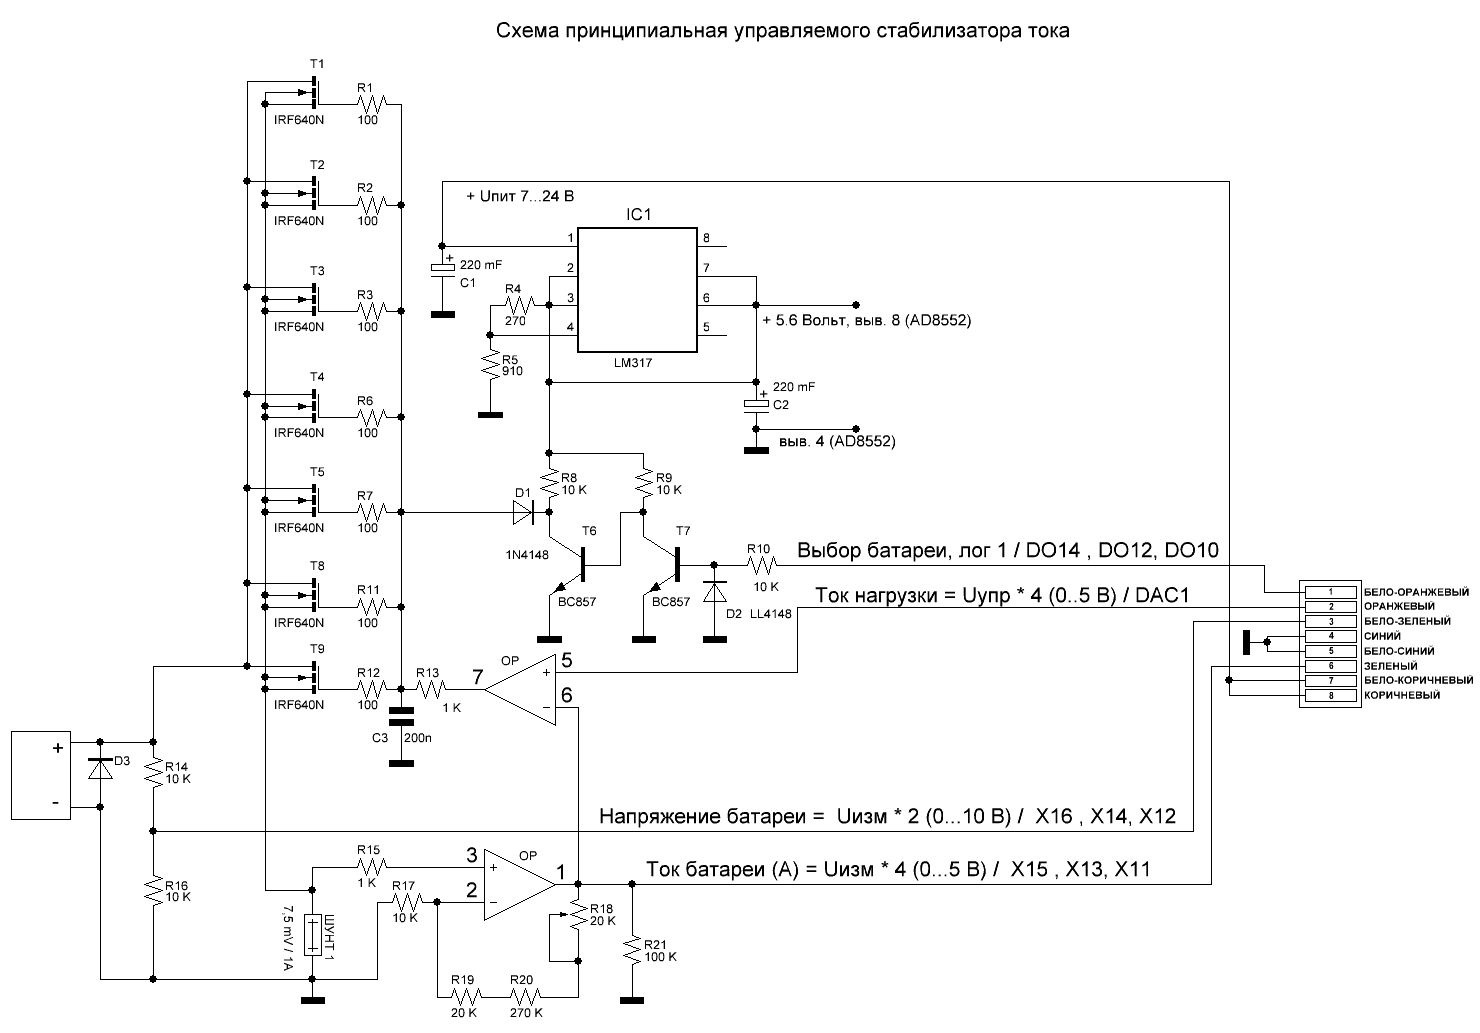 Схема принципиальная управляемого стабилизатора тока
T1
R1
IRF640N
100
T2
R2
IRF640N
100
T3
R3
IRF640N
100
T4
R6
IRF640N
100
T5
R7
IRF640N
100
T8
R11
IRF640N
100
T9
R12
IRF640N
100
+ Uпит 7...24 В
IC1
1
2
3
4
8
7
6
5
LM317
+
220 mF
C1
R4
270
R5
910
+ 5.6 Вольт, выв. 8 (AD8552)
+
220 mF
C2
выв. 4 (AD8552)
R8
10 K
R9
10 K
D1
1N4148
T6
BC857
T7
BC857
R10
10 K
D2 LL4148
Выбор батареи, лог 1 / DO14 , DO12, DO10
Ток нагрузки = Uупр * 4 (0..5 В) / DAC1
1 БЕЛО-ОРАНЖЕВЫЙ
2 ОРАНЖЕВЫЙ
3 БЕЛО-ЗЕЛЕНЫЙ
4 СИНИЙ
5 БЕЛО-СИНИЙ
6 ЗЕЛЕНЫЙ
7 БЕЛО-КОРИЧНЕВЫЙ
8 КОРИЧНЕВЫЙ
R13
1 K
7
OP
5
6
+
-
C3 200n
+
-
D3
R14
10 K
R16
10 K
Напряжение батареи = Uизм * 2 (0...10 В) / X16 , X14, X12
Ток батареи (А) = Uизм * 4 (0...5 В) / X15 , X13, X11
R15
1 K
3
2
OP
1
+
-
R17
10 K
R18
20 K
R21
100 K
R19
20 K
R20
270 K
ШУНТ 1
7,5 mV / 1A